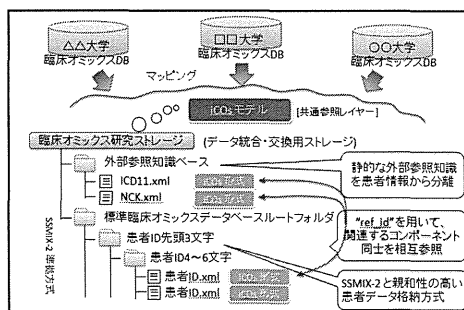 △△大学
臨床オミックスDB
□□大学
臨床オミックスDB
○○大学
臨床オミックスDB
マッピング
iCOsモデル
[共通参照レイヤー]
臨床オミックス研究ストレージ
(データ統合・交換用ストレージ)
外部参照知識ベース
ICD11.xml
NCK.xml
静的な外部参照知識
を患者情報から分離
標準臨床オミックスデータベースルートフォルダ
患者ID先頭3文字
患者ID4〜6文字
患者ID.xml
患者ID.xml
"ref_id"を用いて、
関連するコンポーネント
同士を相互参照
SSMIX-2と親和性の高い
患者データ格納方式
SSMIX-2準拠方式